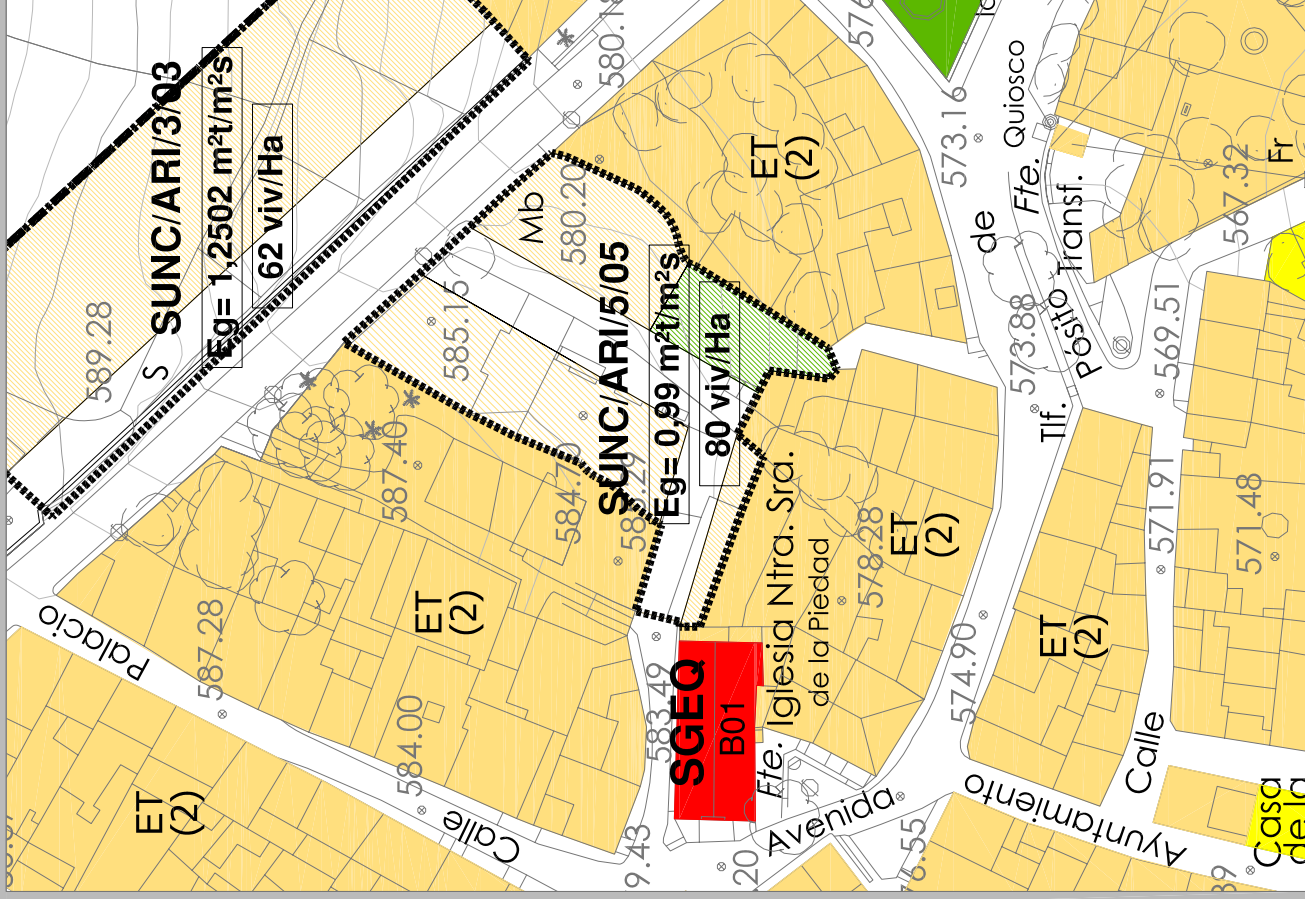 SUNC/ARI/3/03
Eg= 1,2502 m²t/m²s
62 viv/Ha
589.28
S
580.18
Mb
580.20
SUNC/ARI/5/05
Eg= 0,99 m²t/m²s
80 viv/Ha
585.15
ET
(2)
573.16
de
Fte. Quiosco
Pósito Transf.
567.32
Fr
573.88
Tlf.
569.51
587.40
584.70
Iglesia Ntra. Sra.
de la Piedad
578.28
ET
(2)
571.91
571.48
Palacio
587.28
ET
(2)
584.00
Calle
ET
(2)
583.49
SGEQ
B01
Fte.
574.90
ET
(2)
Calle
Avenida
Ayuntamiento
9.43
20
Casa
de la